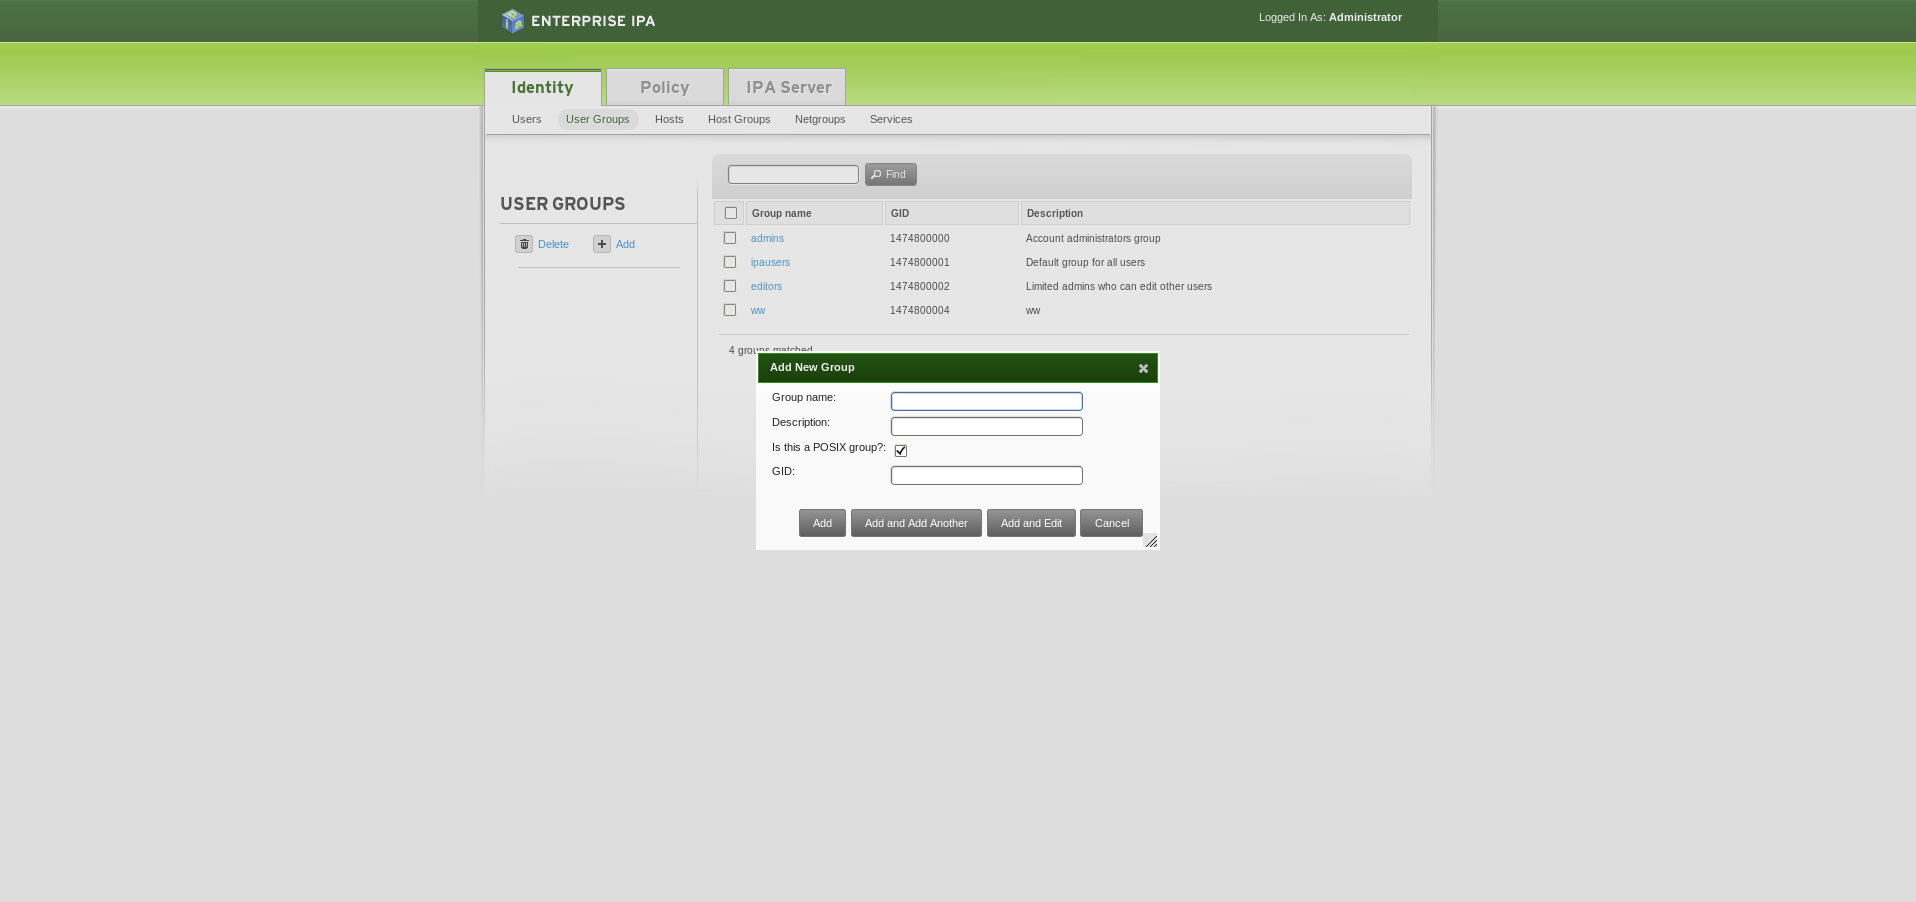 ENTERPRISE IPA
Logged In As: Administrator
Identity
Policy
IPA Server
Users
User Groups
Hosts
Host Groups
Netgroups
Services
USER GROUPS
Delete
Add
Find
Group name GID Description
admins 1474800000 Account administrators group
ipausers 1474800001 Default group for all users
editors 1474800002 Limited admins who can edit other users
ww 1474800004 ww
4 groups matched
Add New Group
Group name:
Description:
Is this a POSIX group?:
GID:
Add
Add and Add Another
Add and Edit
Cancel